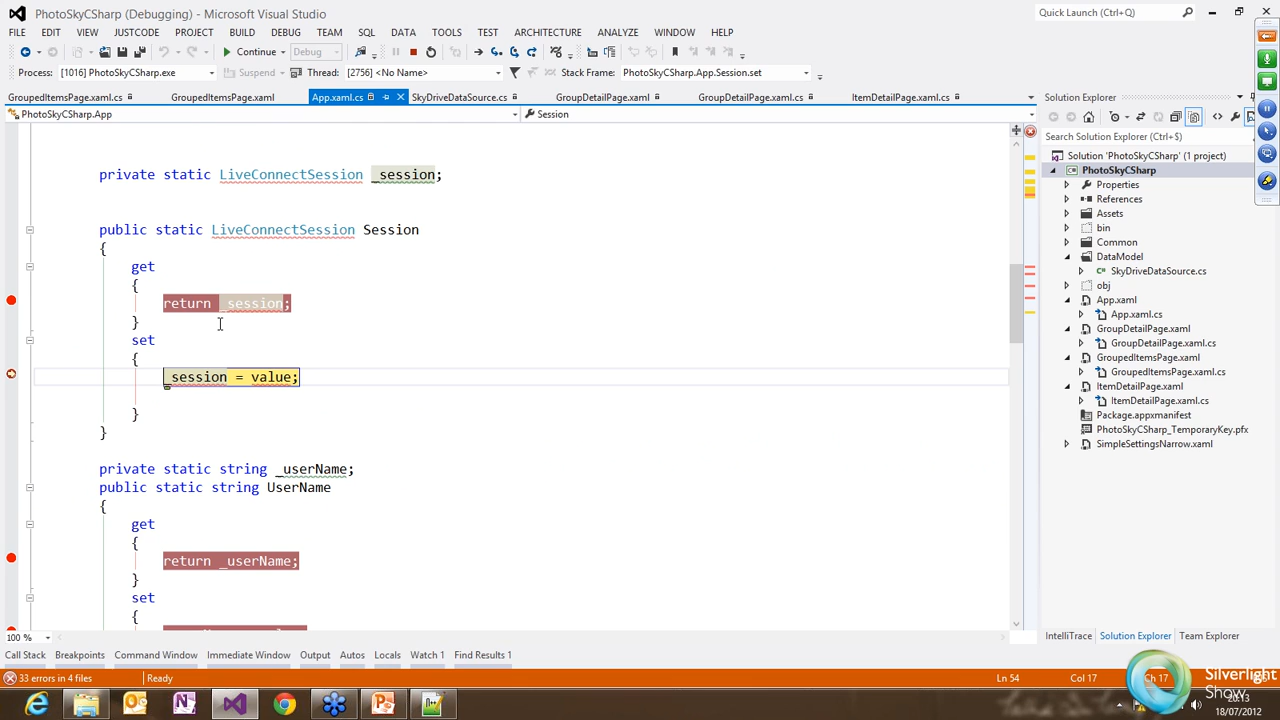 PhotoSkyCSharp (Debugging) - Microsoft Visual Studio
Quick Launch (Ctrl+Q)
FILE EDIT VIEW JUSTCODE PROJECT BUILD DEBUG TEAM SQL DATA TOOLS TEST ARCHITECTURE ANALYZE WINDOW HELP
Continue Debug
Process: [1016] PhotoSkyCSharp.exe Suspend Thread: [2756] <No Name> Stack Frame: PhotoSkyCSharp.App.Session.set
GroupedItemsPage.xaml.cs GroupedItemsPage.xaml App.xaml.cs SkyDriveDataSource.cs GroupDetailPage.xaml GroupDetailPage.xaml.cs ItemDetailPage.xaml.cs
PhotoSkyCSharp.App Session
private static LiveConnectSession _session;
public static LiveConnectSession Session
{
get
{
return _session;
}
set
{
_session = value;
}
}
private static string _userName;
public static string UserName
{
get
{
return _userName;
}
set
{
100 %
Solution Explorer
Search Solution Explorer (Ctrl+$)
Solution 'PhotoSkyCSharp' (1 project)
PhotoSkyCSharp
Properties
References
Assets
bin
Common
DataModel
SkyDriveDataSource.cs
obj
App.xaml
App.xaml.cs
GroupDetailPage.xaml
GroupDetailPage.xaml.cs
GroupedItemsPage.xaml
GroupedItemsPage.xaml.cs
ItemDetailPage.xaml
ItemDetailPage.xaml.cs
Package.appxmanifest
PhotoSkyCSharp_TemporaryKey.pfx
SimpleSettingsNarrow.xaml
IntelliTrace Solution Explorer Team Explorer
Call Stack Breakpoints Command Window Immediate Window Output Autos Locals Watch 1 Find Results 1
33 errors in 4 files Ready Ln 54 Col 17 Ch 17
Silverlight
Show
20:13
18/07/2012